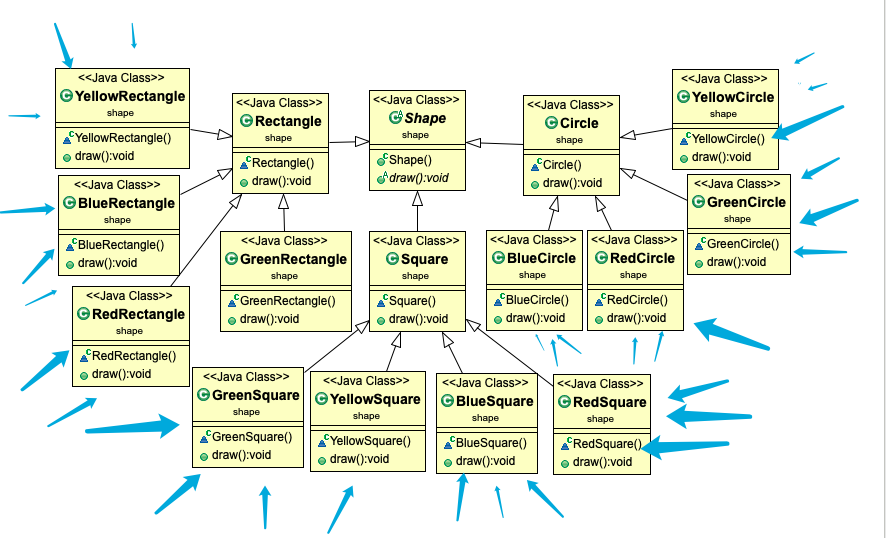 <<Java Class>>
YellowRectangle
shape
YellowRectangle()
draw():void
<<Java Class>>
Rectangle
shape
Rectangle()
draw():void
<<Java Class>>
Shape
shape
Shape()
draw():void
<<Java Class>>
Circle
shape
Circle()
draw():void
<<Java Class>>
YellowCircle
shape
YellowCircle()
draw():void
<<Java Class>>
BlueRectangle
shape
BlueRectangle()
draw():void
<<Java Class>>
GreenCircle
shape
GreenCircle()
draw():void
<<Java Class>>
GreenRectangle
shape
GreenRectangle()
draw():void
<<Java Class>>
Square
shape
Square()
draw():void
<<Java Class>>
BlueCircle
shape
BlueCircle()
draw():void
<<Java Class>>
RedCircle
shape
RedCircle()
draw():void
<<Java Class>>
RedRectangle
shape
RedRectangle()
draw():void
<<Java Class>>
GreenSquare
shape
GreenSquare()
draw():void
<<Java Class>>
YellowSquare
shape
YellowSquare()
draw():void
<<Java Class>>
BlueSquare
shape
BlueSquare()
draw():void
<<Java Class>>
RedSquare
shape
RedSquare()
draw():void